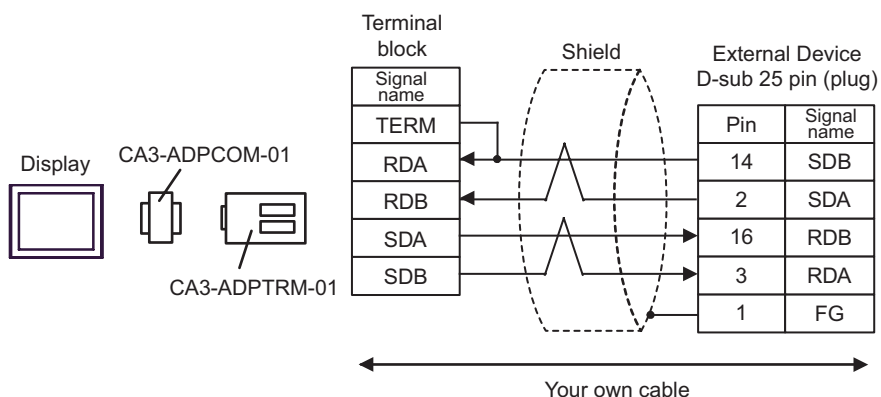 Terminal
block
Shield
External Device
D-sub 25 pin (plug)
Display
CA3-ADPCOM-01
CA3-ADPTRM-01
Signal
name
TERM
RDA
RDB
SDA
SDB
Pin
Signal
name
14 SDB
2 SDA
16 RDB
3 RDA
1 FG
Your own cable